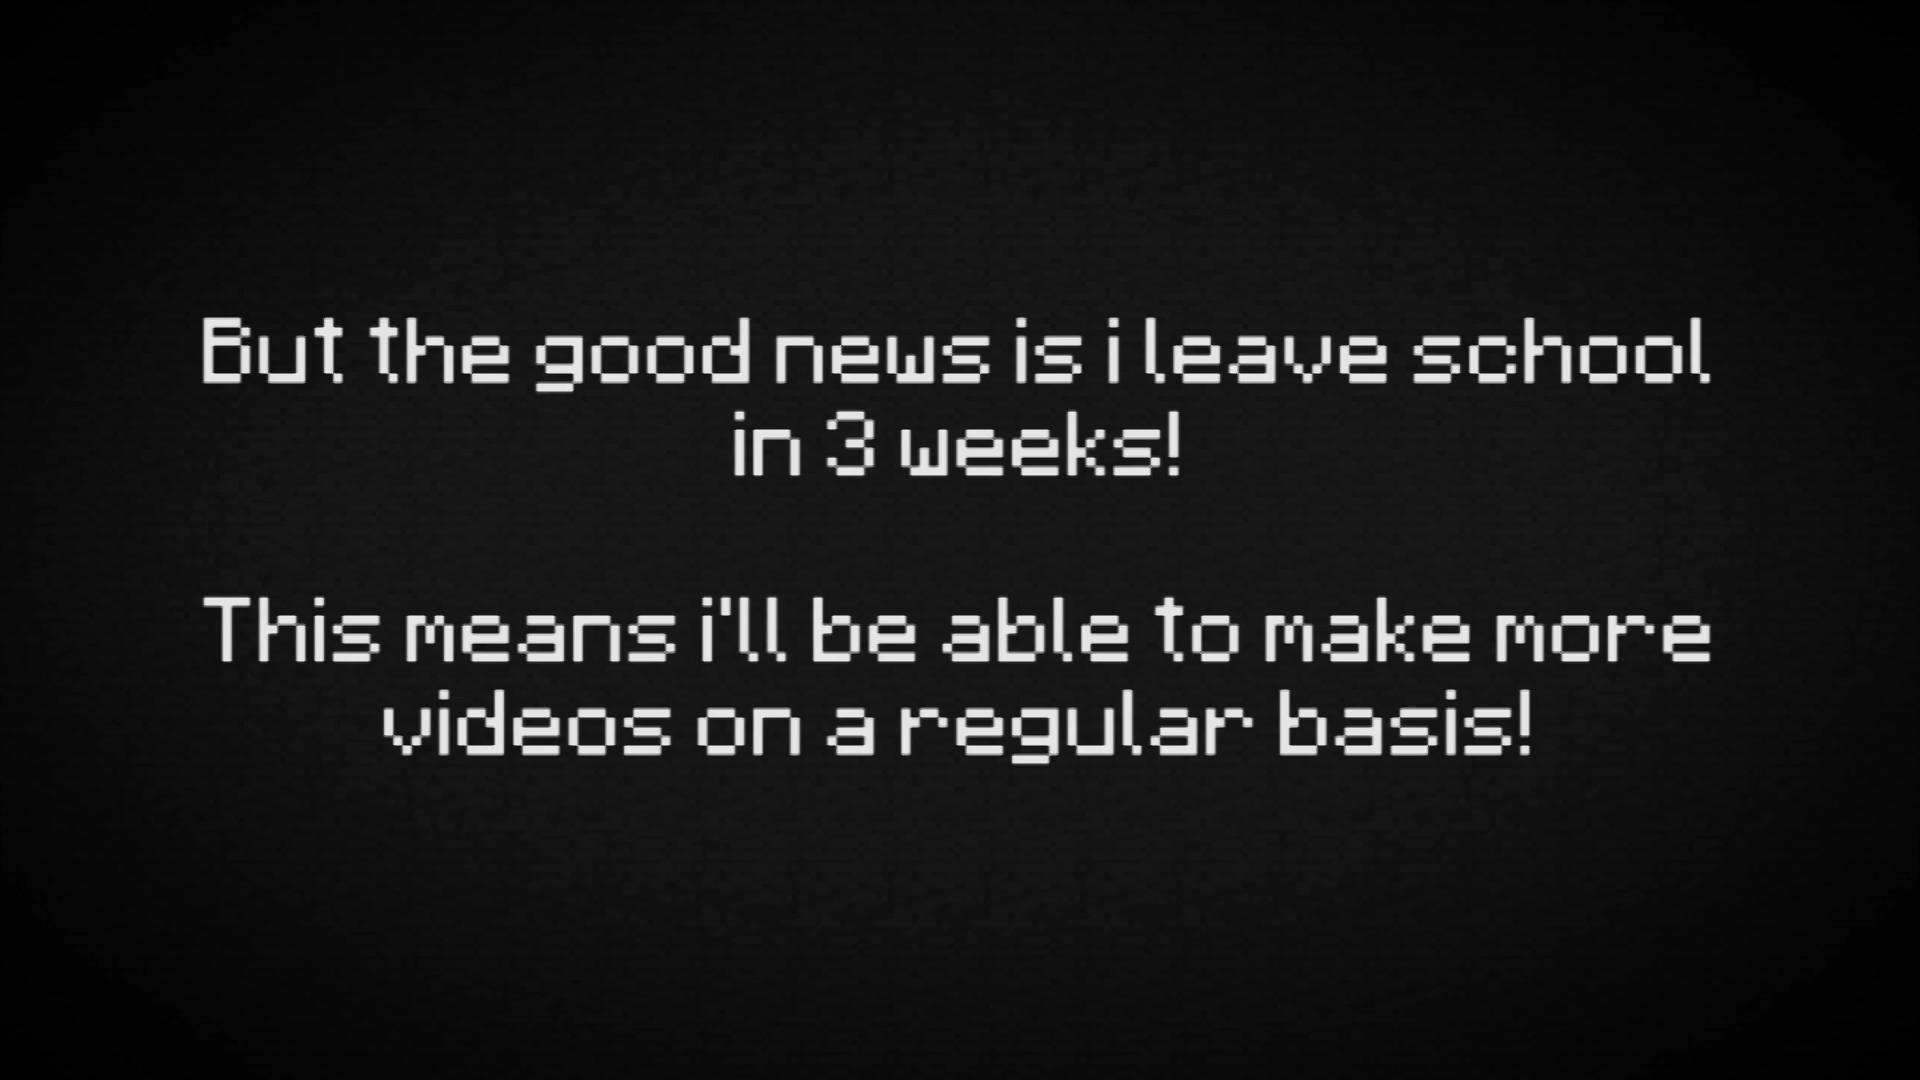 But the good news is i leave school
in 3 weeks!
This means i'll be able to make more
videos on a regular basis!